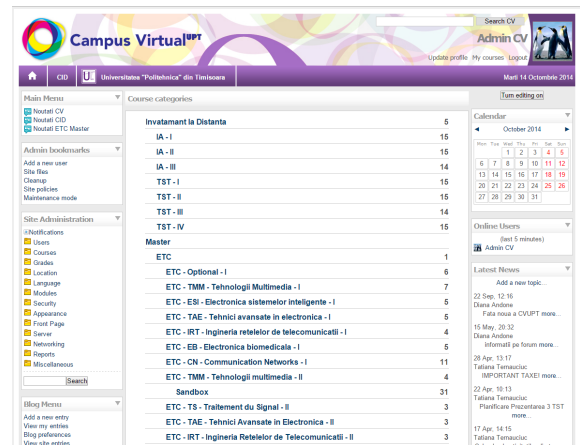 Search CV
Campus Virtual UPT
Admin CV
Update profile My courses Logout
CID
Universitatea "Politehnica" din Timisoara
Marti 14 Octombrie 2014
Main Menu
Noutati CV
Noutati CID
Noutati ETC Master
Admin bookmarks
Add a new user
Site files
Cleanup
Site policies
Maintenance mode
Site Administration
Notifications
Users
Courses
Grades
Location
Language
Modules
Security
Appearance
Front Page
Server
Networking
Reports
Miscellaneous
Search
Blog Menu
Add a new entry
View my entries
Blog preferences
View site entries
Course categories
Invatamant la Distanta 5
IA - I 15
IA - II 15
IA - III 14
TST - I 15
TST - II 15
TST - III 14
TST - IV 15
Master
ETC 1
ETC - Optional - I 6
ETC - TMM - Tehnologii Multimedia - I 7
ETC - ESI - Electronica sistemelor inteligente - I 5
ETC - TAE - Tehnici avansate in electronica - I 5
ETC - IRT - Ingineria retelelor de telecomunicatii - I 4
ETC - EB - Electronica biomedicala - I 5
ETC - CN - Communication Networks - I 11
ETC - TMM - Tehnologii multimedia - II 4
Sandbox 31
ETC - TS - Traitement du Signal - II 3
ETC - TAE - Tehnici Avansate in Electronica - II 3
ETC - IRT - Ingineria Retelelor de Telecomunicatii - II 3
Turn editing on
Calendar
October 2014
Mon Tue Wed Thu Fri Sat Sun
1 2 3 4 5
6 7 8 9 10 11 12
13 14 15 16 17 18 19
20 21 22 23 24 25 26
27 28 29 30 31
Online Users
(last 5 minutes)
Admin CV
Latest News
Add a new topic...
22 Sep, 12:16
Diana Andone
Fata noua a CVUPT more...
15 May, 20:32
Diana Andone
informatii pe forum more...
28 Apr, 13:17
Tatiana Ternauciuc
IMPORTANT TAXE! more...
22 Apr, 10:13
Tatiana Ternauciuc
Planificare Prezentarea 3 TST
more...
17 Apr, 14:15
Tatiana Ternauciuc